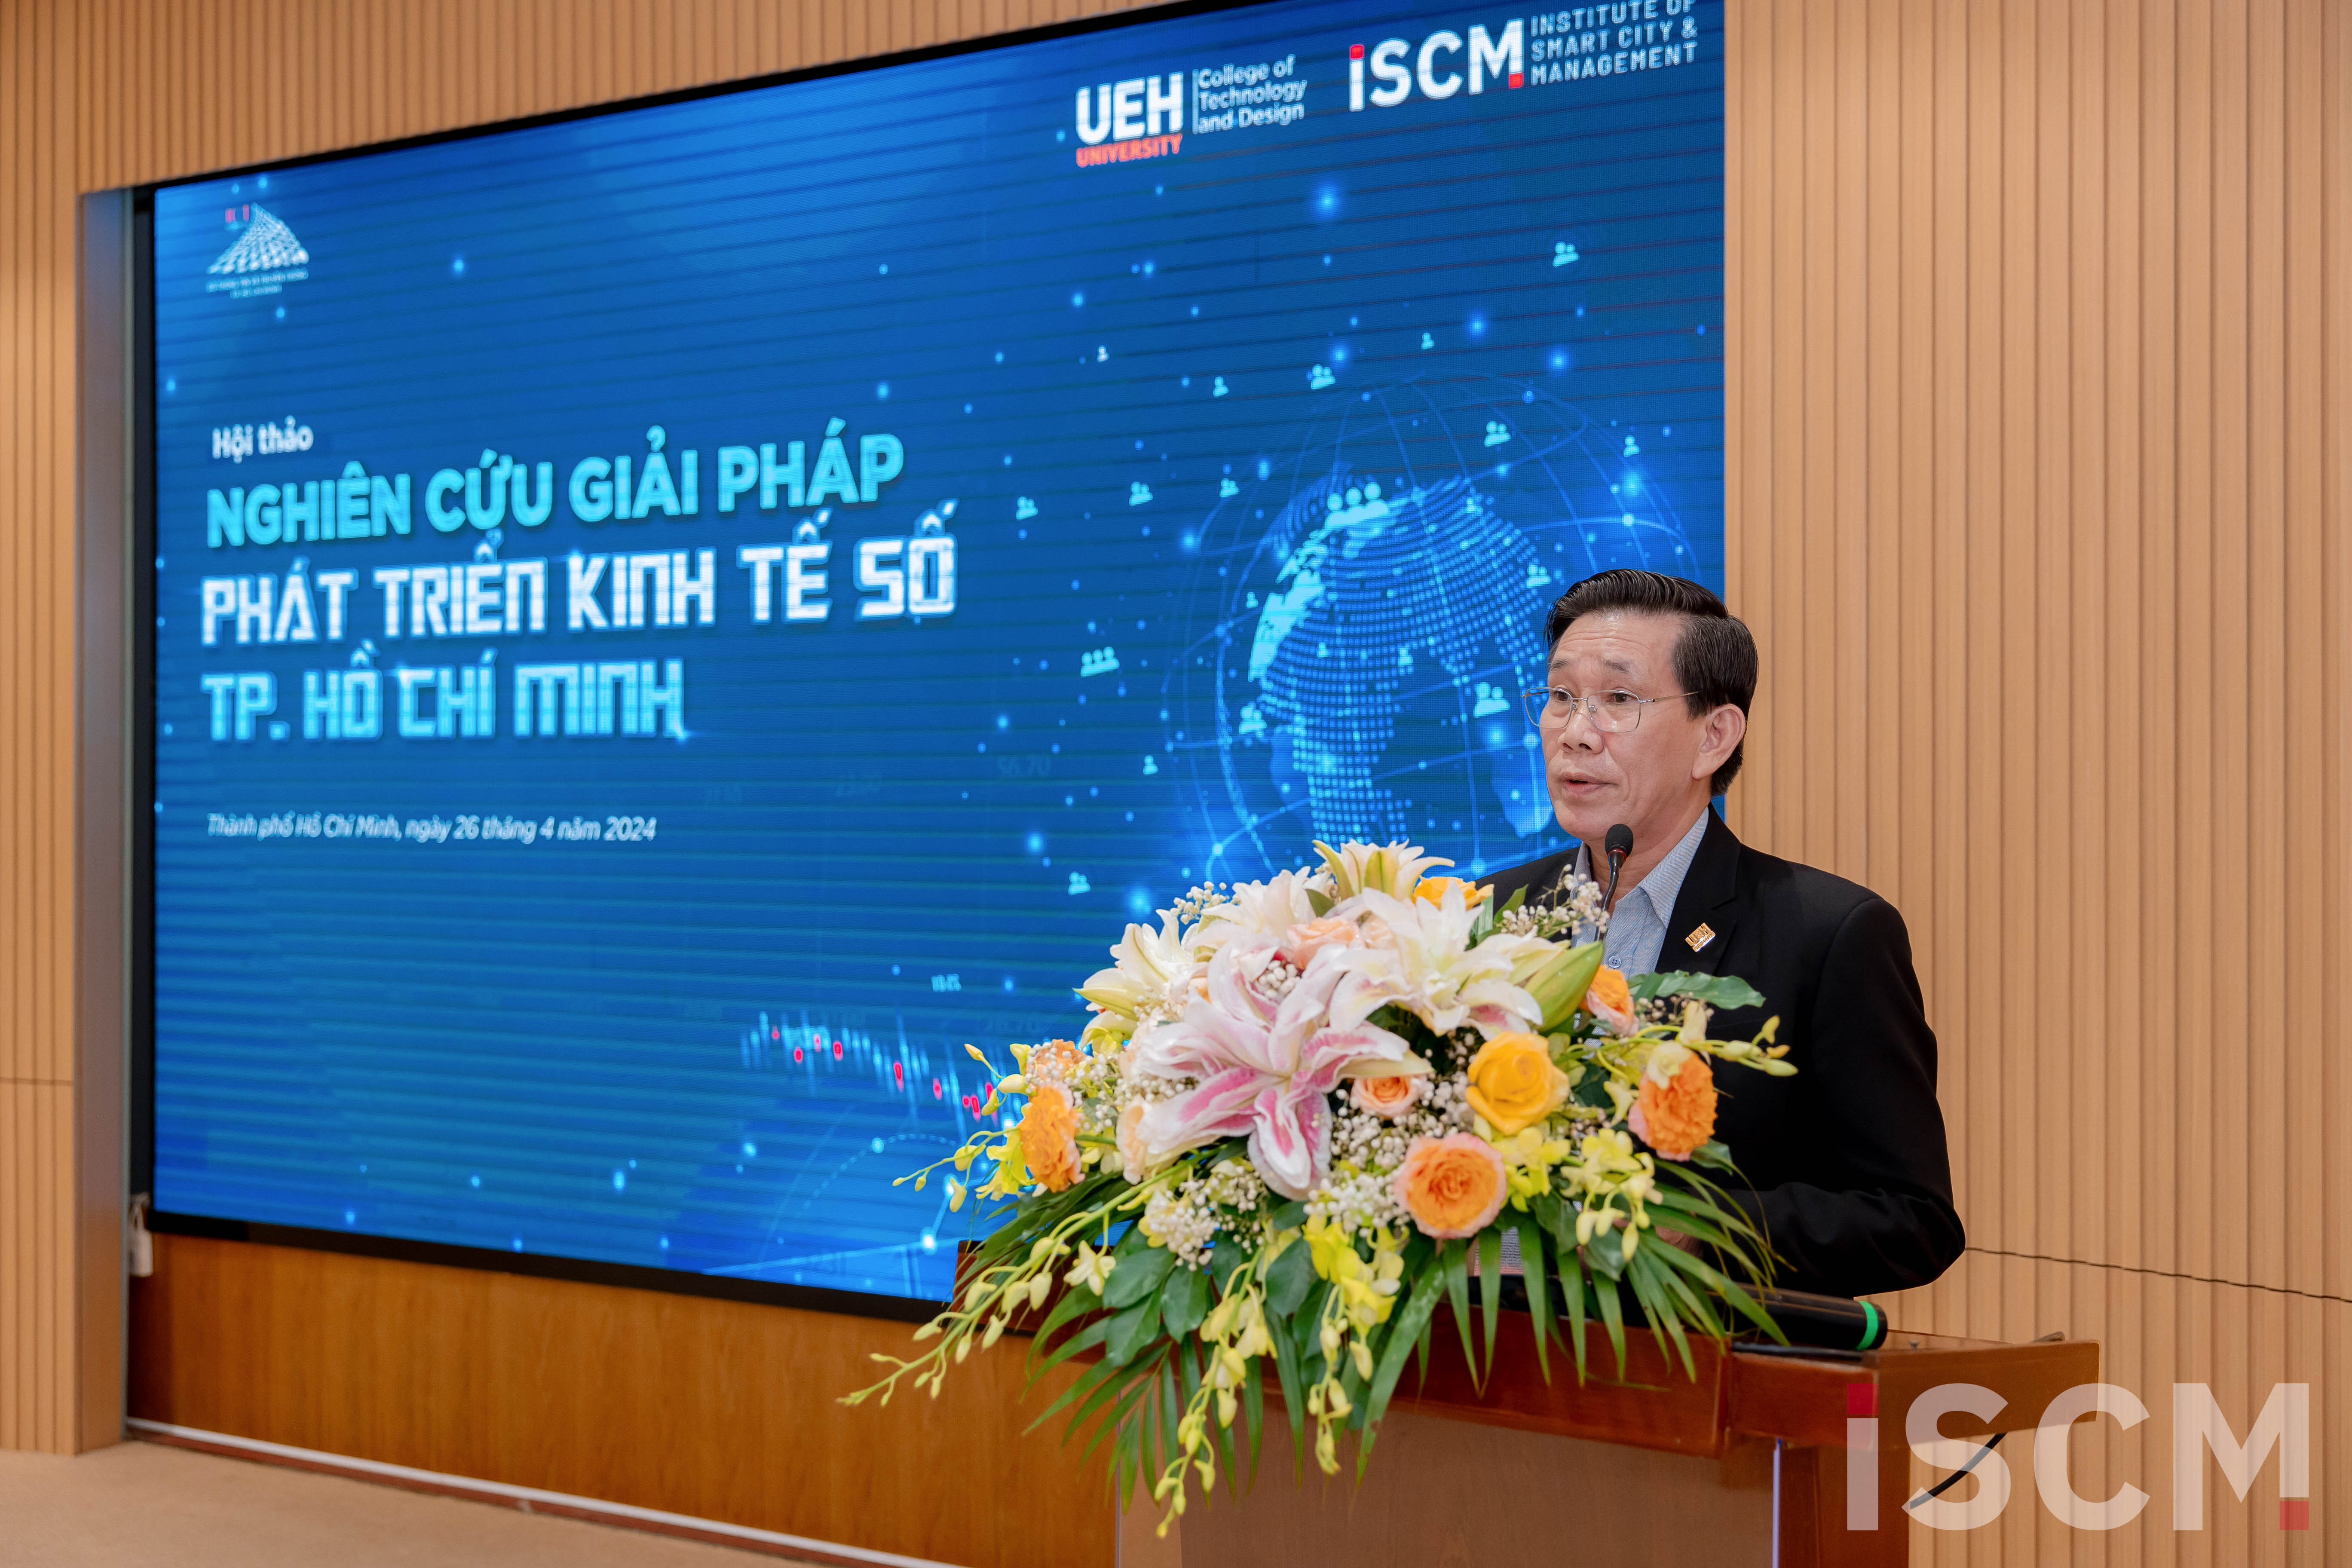 UEH
UNIVERSITY
College of
Technology
and Design
iSCM
INSTITUTE OF
SMART CITY &
MANAGEMENT
Hội thảo
NGHIÊN CỨU GIẢI PHÁP
PHÁT TRIỂN KINH TẾ SỐ
TP. HỒ CHÍ MINH
Thành phố Hồ Chí Minh, ngày 26 tháng 4 năm 2024
iSCM